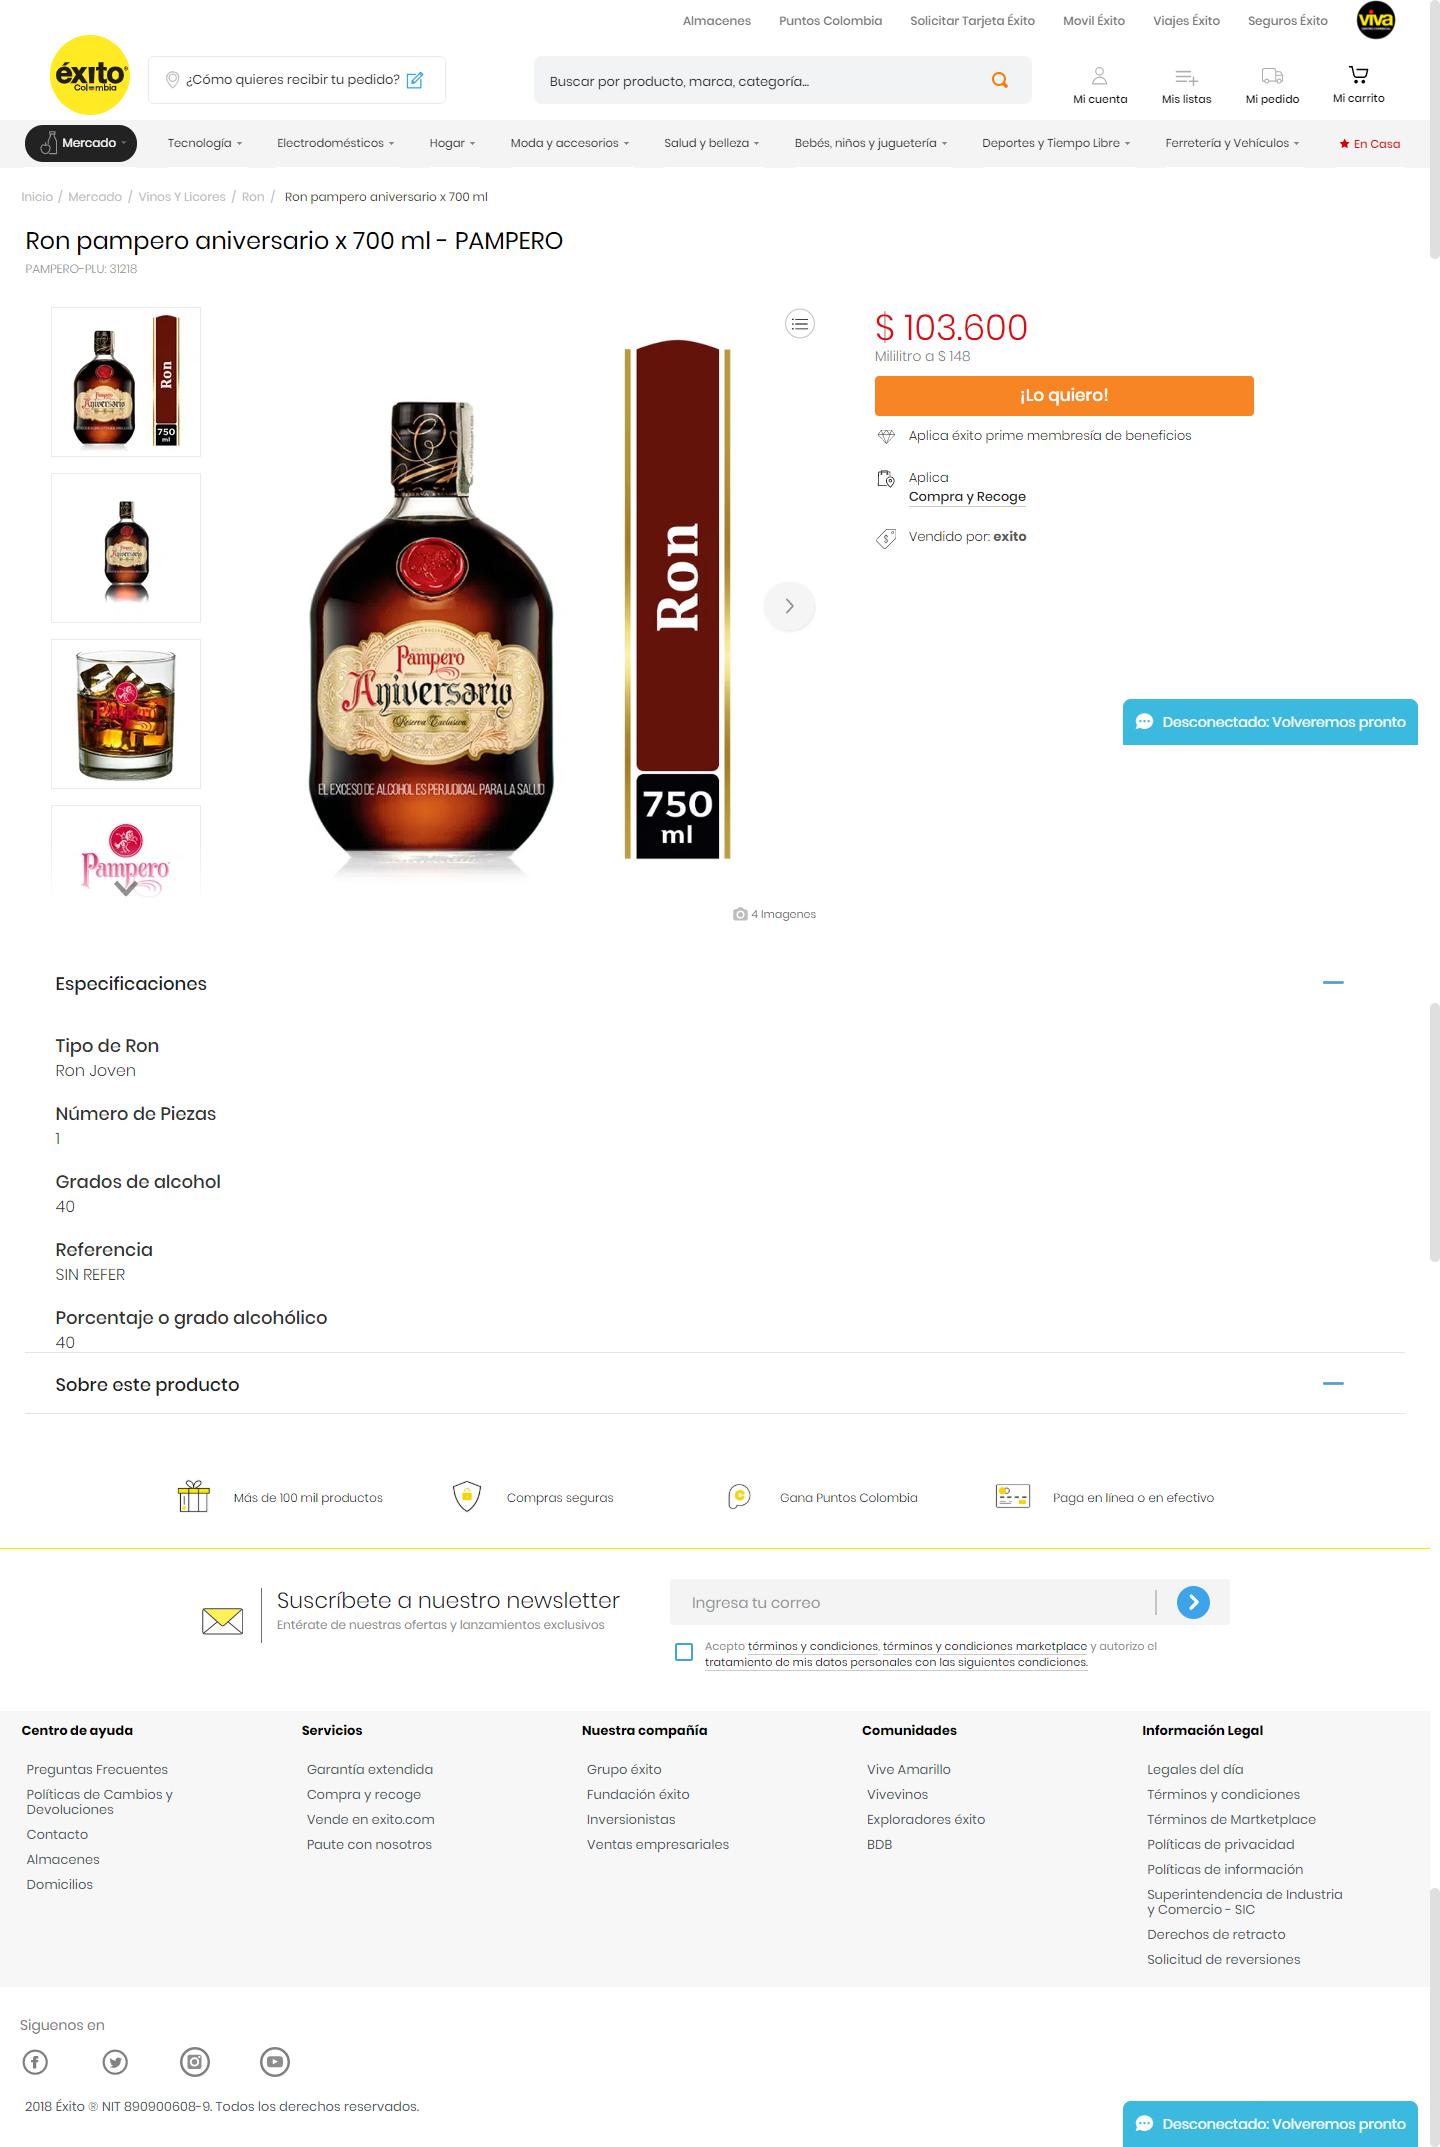 Almacenes Puntos Colombia Solicitar Tarjeta Éxito Movil Éxito Viajes Éxito Seguros Éxito viva
éxito
Colombia
¿Cómo quieres recibir tu pedido?
Buscar por producto, marca, categoría...
Mi cuenta Mis listas Mi pedido Mi carrito
Mercado Tecnología Electrodomésticos Hogar Moda y accesorios Salud y belleza Bebés, niños y juguetería Deportes y Tiempo Libre Ferretería y Vehículos En Casa
Inicio / Mercado / Vinos Y Licores / Ron / Ron pampero aniversario x 700 ml
Ron pampero aniversario x 700 ml - PAMPERO
PAMPERO-PLU: 31218
Pampero
Aniversario
Ron
750
ml
Pampero
Aniversario
Pampero
Pampero
Pampero
Aniversario
Reserva Exclusiva
EL EXCESO DE ALCOHOL ES PERJUDICIAL PARA LA SALUD
Ron
750
ml
4 Imagenes
$ 103.600
Mililitro a $ 148
¡Lo quiero!
Aplica éxito prime membresía de beneficios
Aplica
Compra y Recoge
Vendido por: exito
Desconectado: Volveremos pronto
Especificaciones
Tipo de Ron
Ron Joven
Número de Piezas
1
Grados de alcohol
40
Referencia
SIN REFER
Porcentaje o grado alcohólico
40
Sobre este producto
Más de 100 mil productos Compras seguras Gana Puntos Colombia Paga en línea o en efectivo
Suscríbete a nuestro newsletter
Entérate de nuestras ofertas y lanzamientos exclusivos
Ingresa tu correo
Acepto términos y condiciones, términos y condiciones marketplace y autorizo el
tratamiento de mis datos personales con las siguientes condiciones.
Centro de ayuda
Preguntas Frecuentes
Políticas de Cambios y
Devoluciones
Contacto
Almacenes
Domicilios
Servicios
Garantía extendida
Compra y recoge
Vende en exito.com
Paute con nosotros
Nuestra compañía
Grupo éxito
Fundación éxito
Inversionistas
Ventas empresariales
Comunidades
Vive Amarillo
Vivevinos
Exploradores éxito
BDB
Información Legal
Legales del día
Términos y condiciones
Términos de Martketplace
Políticas de privacidad
Políticas de información
Superintendencia de Industria
y Comercio - SIC
Derechos de retracto
Solicitud de reversiones
Siguenos en
2018 Éxito ® NIT 890900608-9. Todos los derechos reservados.
Desconectado: Volveremos pronto